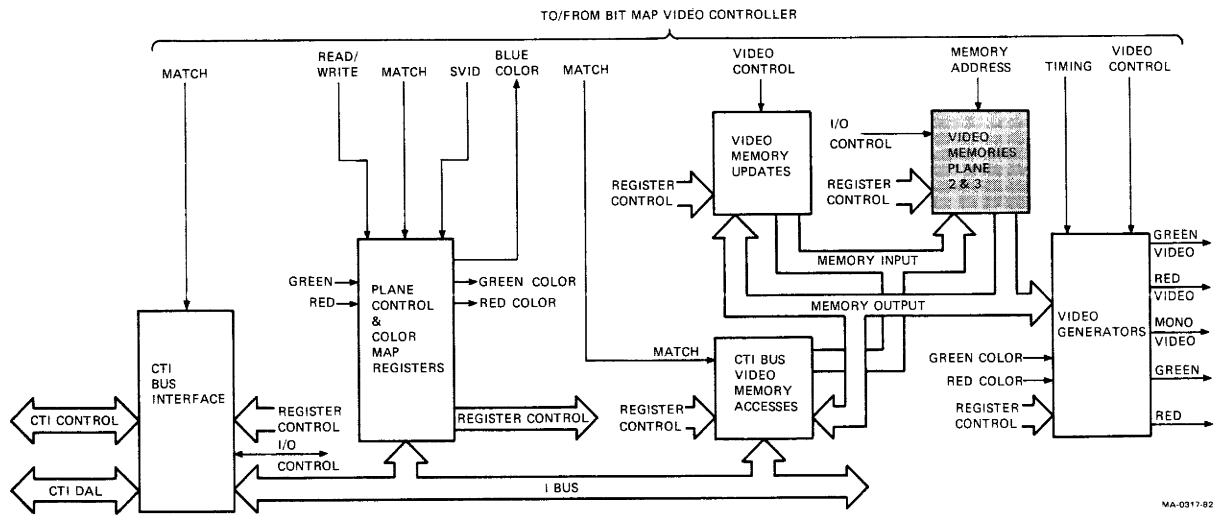 TO/FROM BIT MAP VIDEO CONTROLLER
MATCH
READ/
WRITE
MATCH
SVID
BLUE
COLOR
MATCH
VIDEO
CONTROL
MEMORY
ADDRESS
TIMING
VIDEO
CONTROL
VIDEO
MEMORY
UPDATES
REGISTER
CONTROL
I/O
CONTROL
VIDEO
MEMORIES
PLANE
2 & 3
REGISTER
CONTROL
MEMORY INPUT
MEMORY OUTPUT
GREEN
RED
PLANE
CONTROL
&
COLOR
MAP
REGISTERS
GREEN COLOR
RED COLOR
REGISTER CONTROL
CTI
BUS
INTERFACE
CTI CONTROL
REGISTER
CONTROL
I/O
CONTROL
CTI DAL
I BUS
MATCH
CTI BUS
VIDEO
MEMORY
ACCESSES
REGISTER
CONTROL
VIDEO
GENERATORS
GREEN COLOR
RED COLOR
REGISTER
CONTROL
GREEN
VIDEO
RED
VIDEO
MONO
VIDEO
GREEN
RED
MA-0317-82